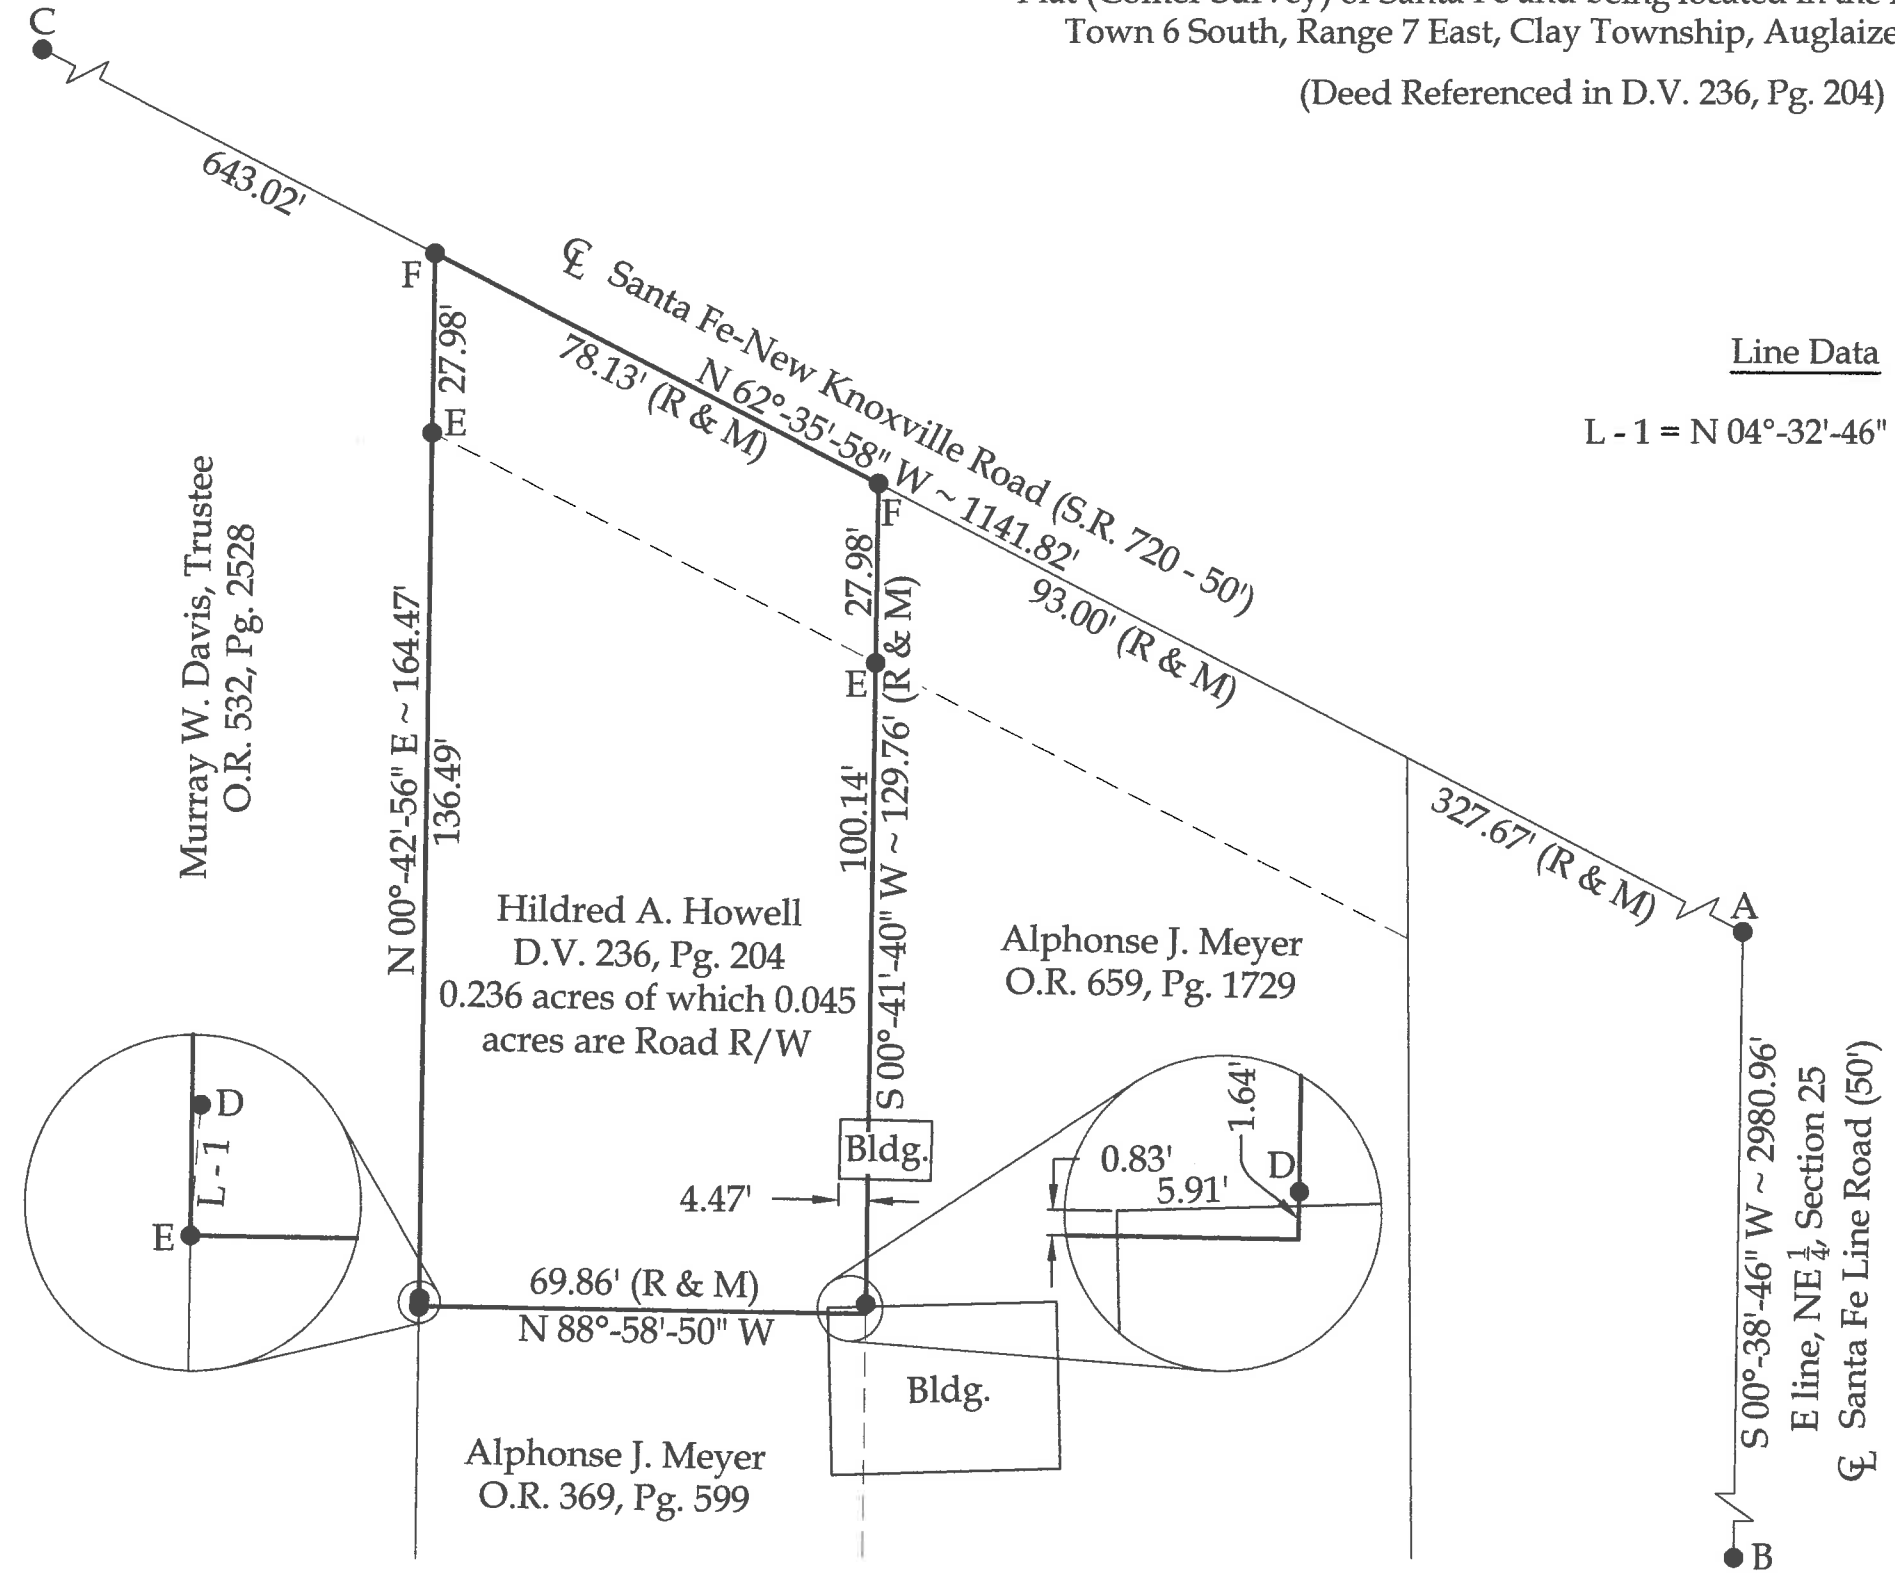 Town 6 South, Range 7 East, Clay Township, Auglaize
(Deed Referenced in D.V. 236, Pg. 204)
C
643.02'
F
℄ Santa Fe-New Knoxville Road (S.R. 720 - 50')
N 62°-35'-58" W ~ 1141.82'
78.13' (R & M)
F
93.00' (R & M)
327.67' (R & M)
A
Line Data
L - 1 = N 04°-32'-46"
27.98'
E
27.98'
E
Murray W. Davis, Trustee
O.R. 532, Pg. 2528
N 00°-42'-56" E ~ 164.47'
136.49'
100.14'
S 00°-41'-40" W ~ 129.76' (R & M)
Hildred A. Howell
D.V. 236, Pg. 204
0.236 acres of which 0.045
acres are Road R/W
Alphonse J. Meyer
O.R. 659, Pg. 1729
S 00°-38'-46" W ~ 2980.96'
E line, NE ¼, Section 25
℄ Santa Fe Line Road (50')
B
D
L - 1
E
Bldg.
4.47'
1.64'
0.83'
5.91'
D
69.86' (R & M)
N 88°-58'-50" W
Bldg.
Alphonse J. Meyer
O.R. 369, Pg. 599